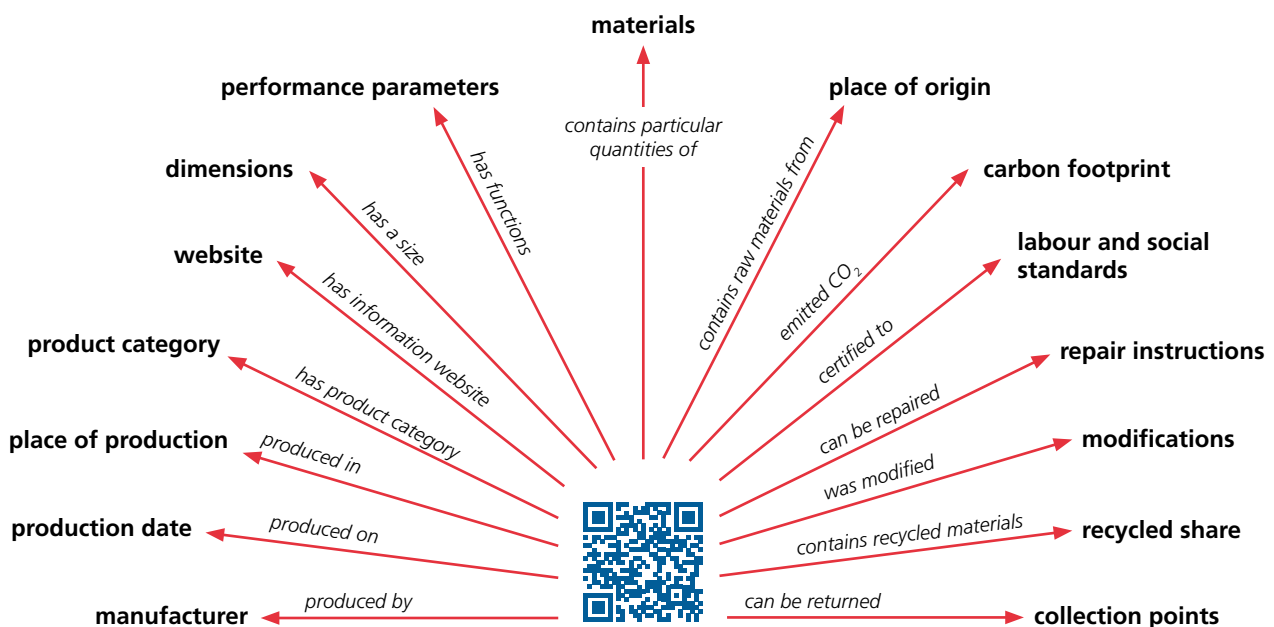 materials
performance parameters
place of origin
contains particular
quantities of
has functions
contains raw materials from
dimensions
has a size
carbon footprint
emitted CO₂
website
has information website
labour and social
standards
certified to
product category
has product category
repair instructions
can be repaired
place of production
produced in
modifications
was modified
production date
produced on
contains recycled materials
recycled share
manufacturer
produced by
can be returned
collection points